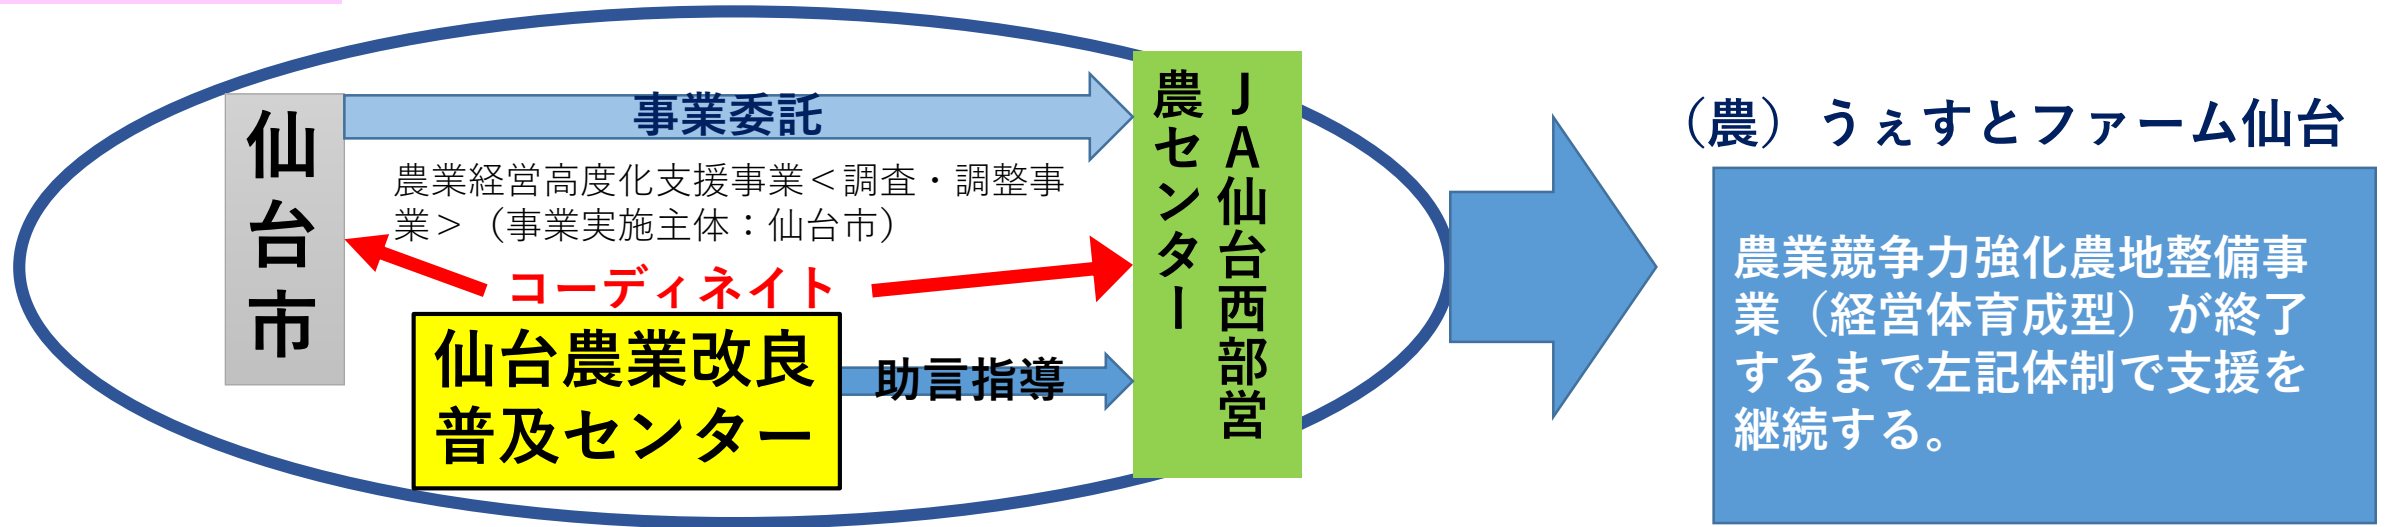 仙台市
事業委託
農業経営高度化支援事業＜調査・調整事
業＞（事業実施主体：仙台市）
コーディネイト
仙台農業改良
普及センター
助言指導
ＪＡ仙台西部営
農センター
（農）うぇすとファーム仙台
農業競争力強化農地整備事
業（経営体育成型）が終了
するまで左記体制で支援を
継続する。